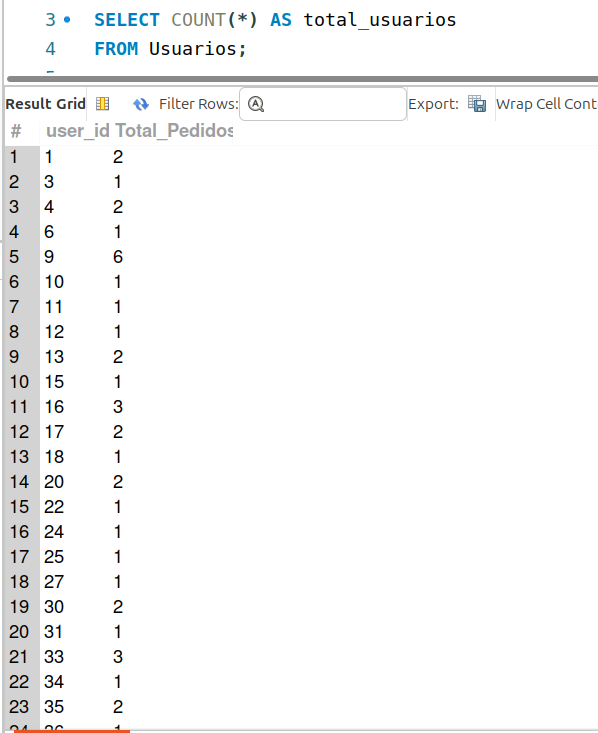 3 SELECT COUNT(*) AS total_usuarios
4 FROM Usuarios;
Result Grid Filter Rows: Export: Wrap Cell Cont
# user_id Total_Pedidos
1 1 2
2 3 1
3 4 2
4 6 1
5 9 6
6 10 1
7 11 1
8 12 1
9 13 2
10 15 1
11 16 3
12 17 2
13 18 1
14 20 2
15 22 1
16 24 1
17 25 1
18 27 1
19 30 2
20 31 1
21 33 3
22 34 1
23 35 2
24 36 1